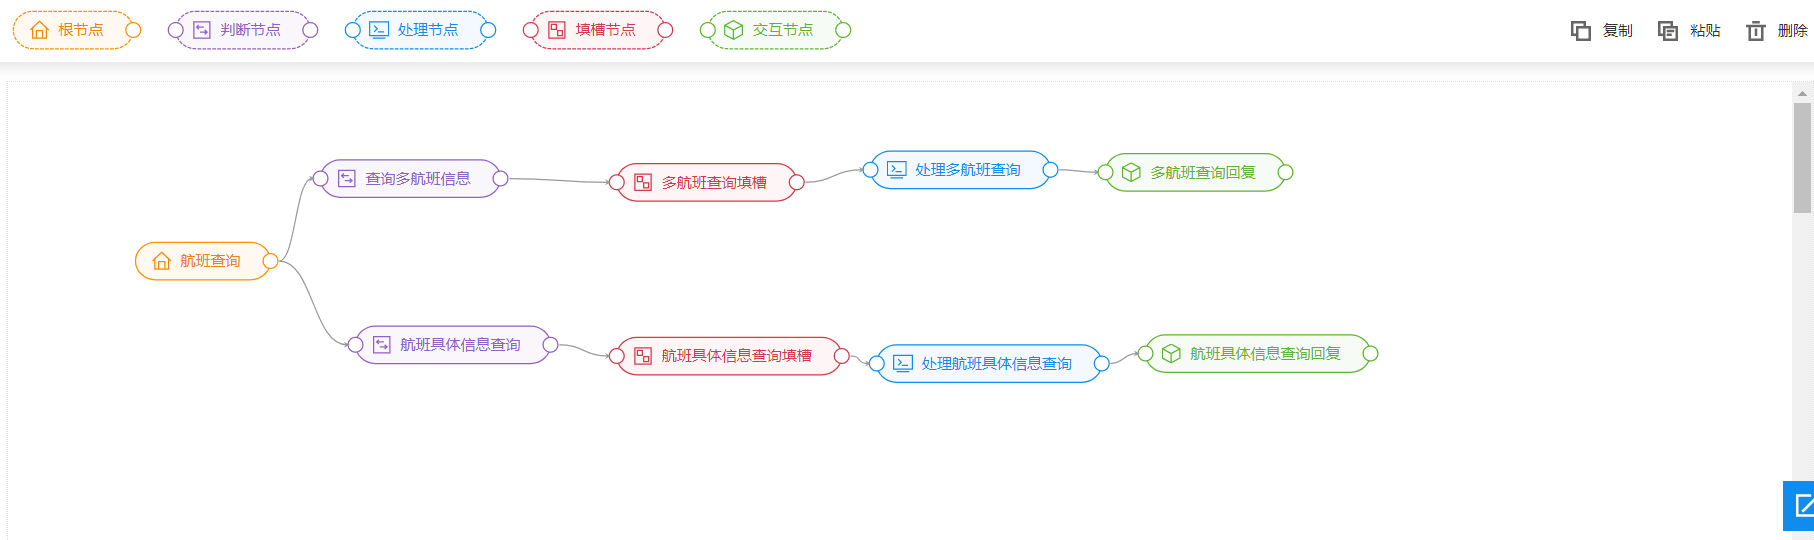 根节点 判断节点 处理节点 填槽节点 交互节点 复制 粘贴 删除
查询多航班信息 多航班查询填槽 处理多航班查询 多航班查询回复
航班查询
航班具体信息查询 航班具体信息查询填槽 处理航班具体信息查询 航班具体信息查询回复